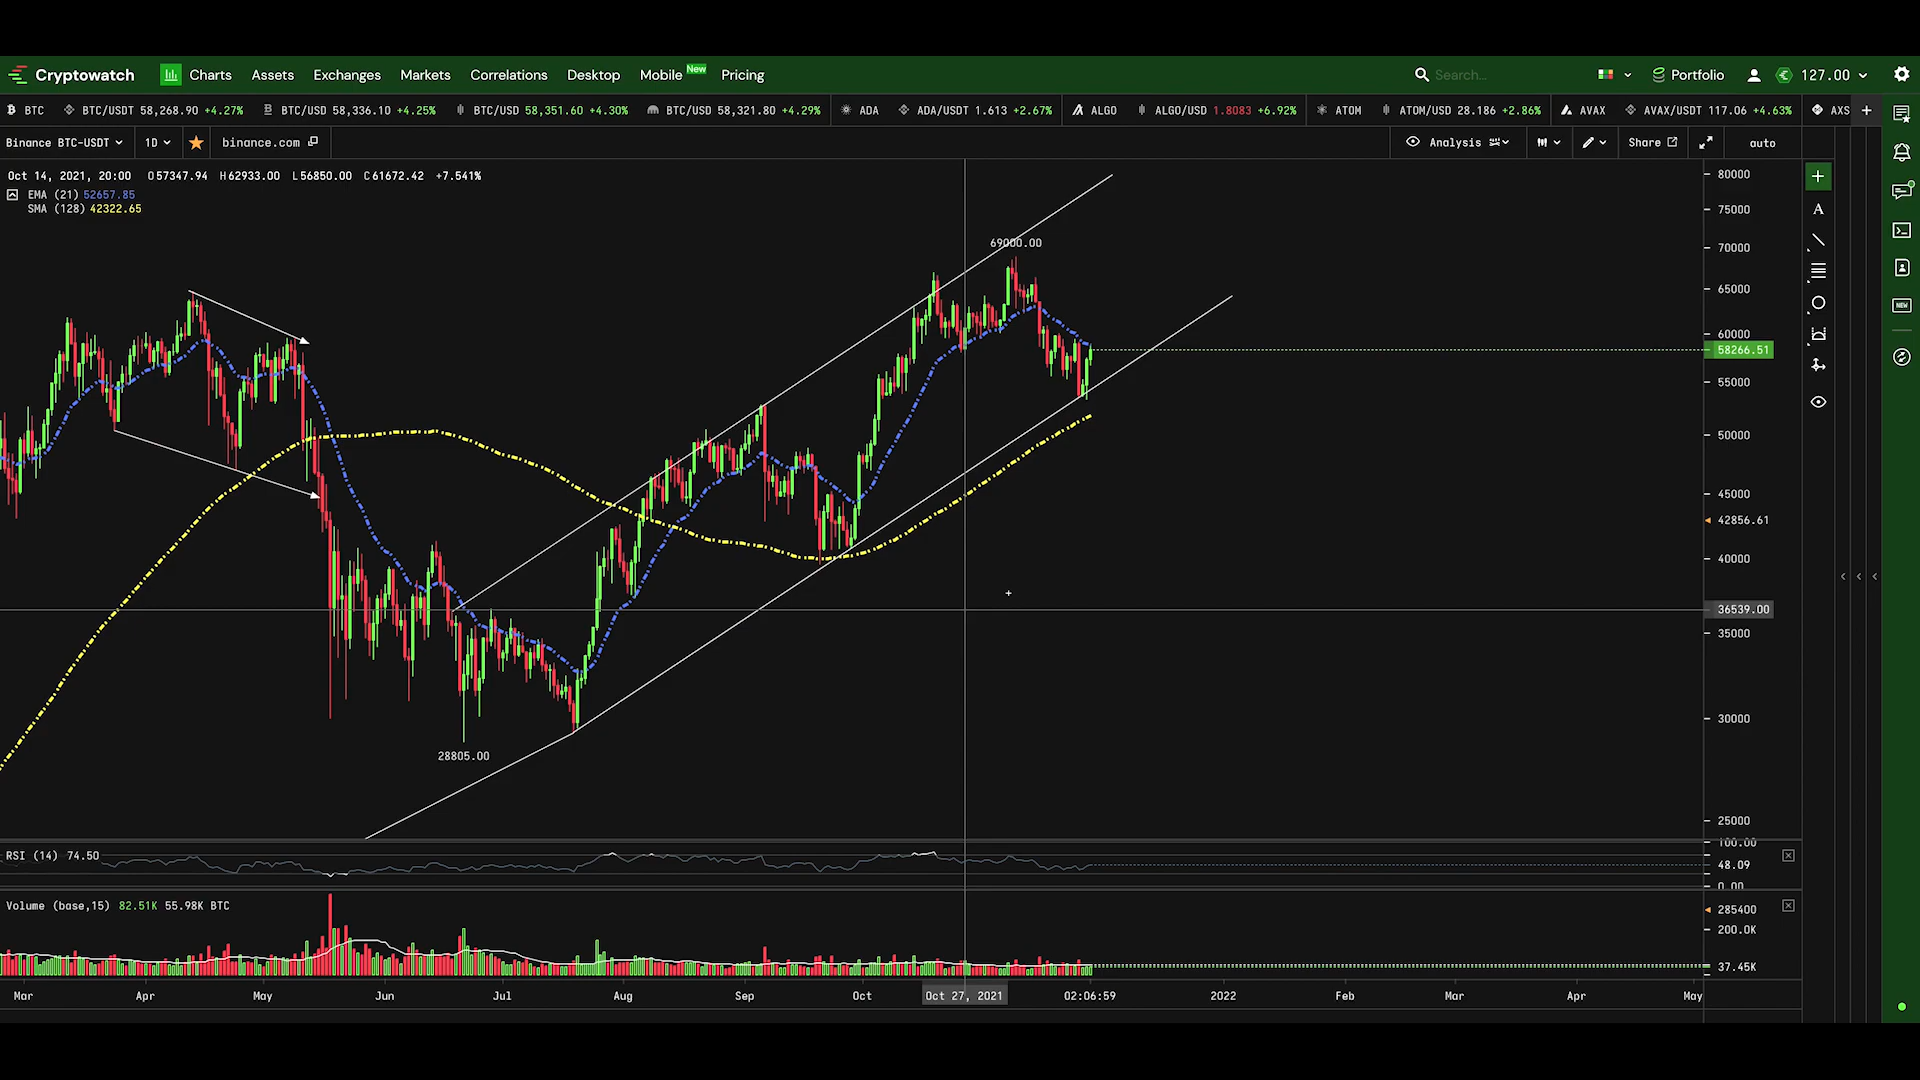 Cryptowatch Charts Assets Exchanges Markets Correlations Desktop Mobile New Pricing Search... Portfolio 127.00
BTC BTC/USDT 58,268.90 +4.27% BTC/USD 58,336.10 +4.25% BTC/USD 58,351.60 +4.30% BTC/USD 58,321.80 +4.29% ADA ADA/USDT 1.613 +2.67% ALGO ALGO/USD 1.8083 +6.92% ATOM ATOM/USD 28.186 +2.86% AVAX AVAX/USDT 117.06 +4.63% AXS +
Binance BTC-USDT 1D binance.com Analysis Share auto
Oct 14, 2021, 20:00 O57347.94 H62933.00 L56850.00 C61672.42 +7.541%
EMA (21) 52657.85
SMA (128) 42322.65
80000
A
75000
69000.00
70000
65000
NEW
60000
58266.51
55000
50000
45000
42856.61
40000
36539.00
35000
30000
28805.00
25000
100.00
RSI (14) 74.50
48.09
0.00
Volume (base,15) 82.51K 55.98K BTC
285400
200.0K
37.45K
Mar Apr May Jun Jul Aug Sep Oct Oct 27, 2021 02:06:59 2022 Feb Mar Apr May